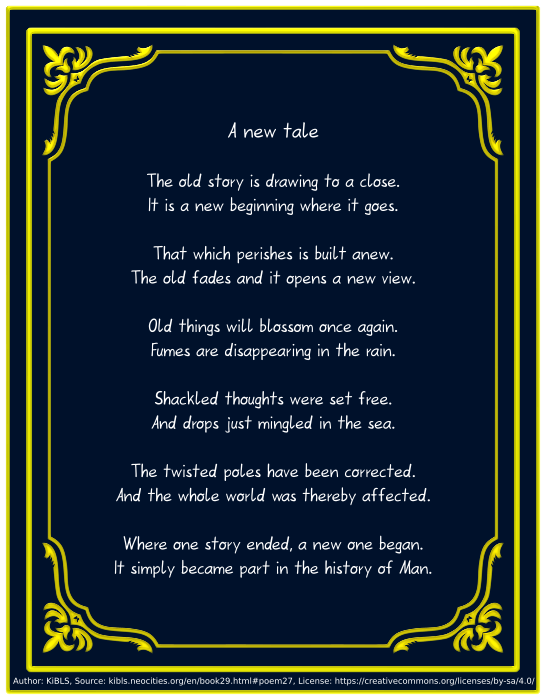 A new tale
The old story is drawing to a close.
It is a new beginning where it goes.
That which perishes is built anew.
The old fades and it opens a new view.
Old things will blossom once again.
Fumes are disappearing in the rain.
Shackled thoughts were set free.
And drops just mingled in the sea.
The twisted poles have been corrected.
And the whole world was thereby affected.
Where one story ended, a new one began.
It simply became part in the history of Man.
Author: KiBLS, Source: kibls.neocities.org/en/book29.html#poem27, License: https://creativecommons.org/licenses/by-sa/4.0/